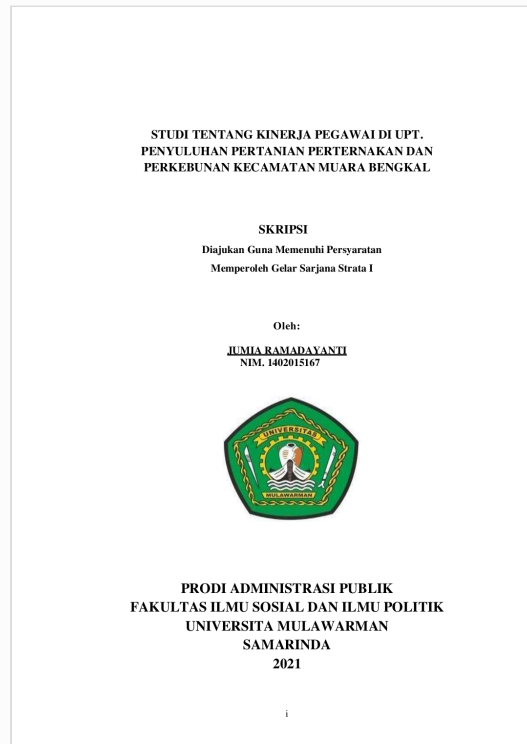 STUDI TENTANG KINERJA PEGAWAI DI UPT.
PENYULUHAN PERTANIAN PERTERNAKAN DAN
PERKEBUNAN KECAMATAN MUARA BENGKAL
SKRIPSI
Diajukan Guna Memenuhi Persyaratan
Memperoleh Gelar Sarjana Strata I
Oleh:
JUMIA RAMADAYANTI
NIM. 1402015167
UNIVERSITAS
MULAWARMAN
PRODI ADMINISTRASI PUBLIK
FAKULTAS ILMU SOSIAL DAN ILMU POLITIK
UNIVERSITA MULAWARMAN
SAMARINDA
2021
i